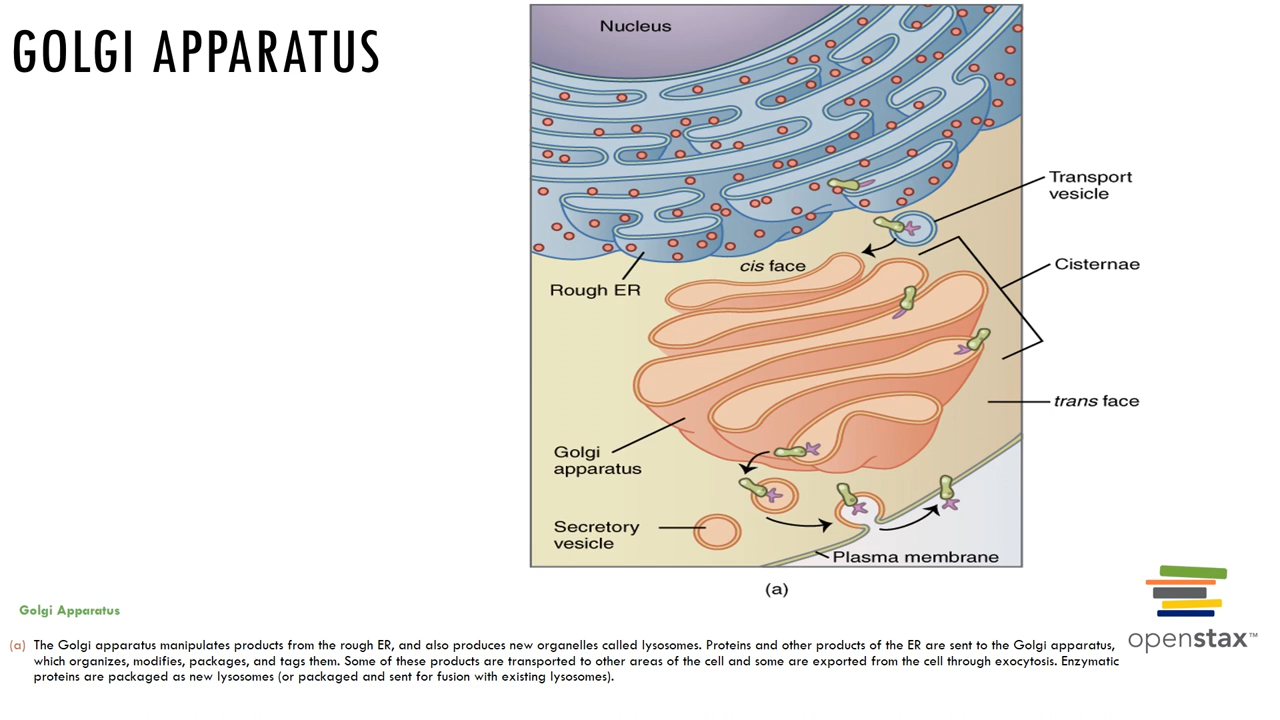 GOLGI APPARATUS
Nucleus
Transport
vesicle
cis face
Cisternae
Rough ER
trans face
Golgi
apparatus
Secretory
vesicle
Plasma membrane
(a)
Golgi Apparatus
(a) The Golgi apparatus manipulates products from the rough ER, and also produces new organelles called lysosomes. Proteins and other products of the ER are sent to the Golgi apparatus,
which organizes, modifies, packages, and tags them. Some of these products are transported to other areas of the cell and some are exported from the cell through exocytosis. Enzymatic
proteins are packaged as new lysosomes (or packaged and sent for fusion with existing lysosomes).
openstax™